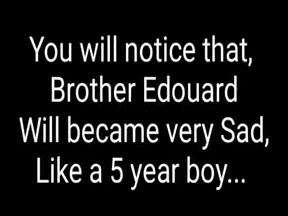 You will notice that,
Brother Edouard
Will became very Sad,
Like a 5 year boy...